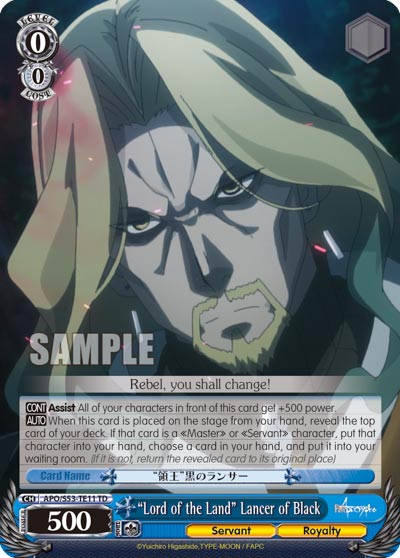 LEVEL
0
0
COST
SAMPLE
Rebel, you shall change!
CONT Assist All of your characters in front of this card get +500 power.
AUTO When this card is placed on the stage from your hand, reveal the
top card of your deck. If that card is a «Master» or «Servant» character, put that
character into your hand, choose a card in your hand, and put it into your
waiting room. (If it is not, return the revealed card to its original place)
Card Name "領王"黒のランサー
CH APO/S53-TE11 TD
POWER 500 "Lord of the Land" Lancer of Black
Servant Royalty
©Yuichiro Higashide,TYPE-MOON / FAPC